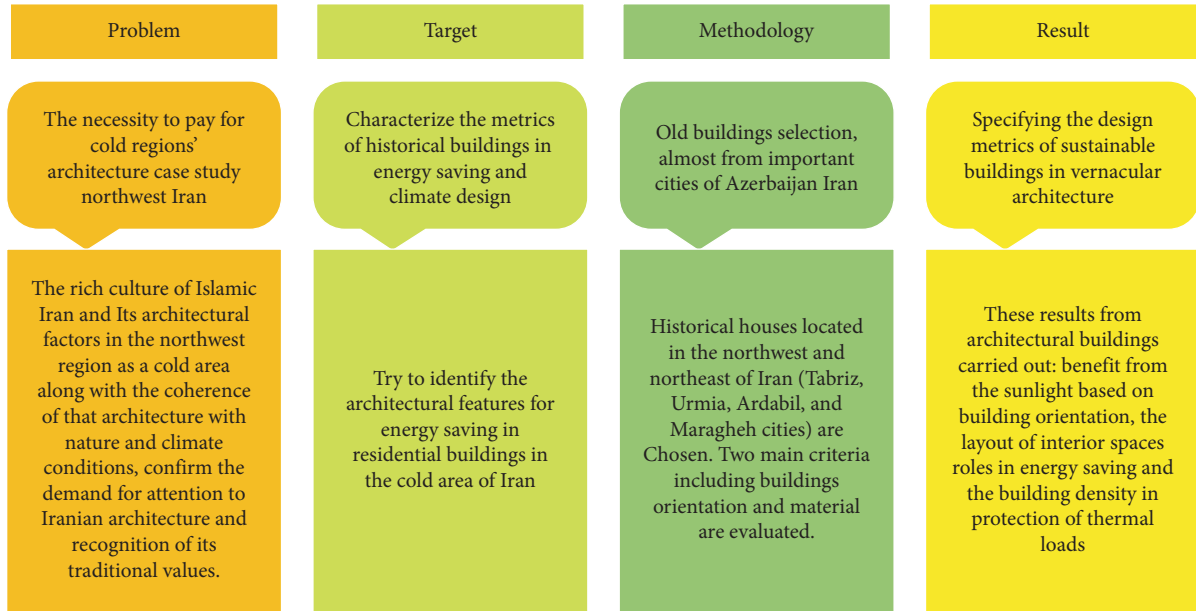 Problem
The necessity to pay for
cold regions’
architecture case study
northwest Iran
The rich culture of Islamic
Iran and Its architectural
factors in the northwest
region as a cold area
along with the coherence
of that architecture with
nature and climate
conditions, confirm the
demand for attention to
Iranian architecture and
recognition of its
traditional values.
Target
Characterize the metrics
of historical buildings in
energy saving and
climate design
Try to identify the
architectural features for
energy saving in
residential buildings in
the cold area of Iran
Methodology
Old buildings selection,
almost from important
cities of Azerbaijan Iran
Historical houses located
in the northwest and
northeast of Iran (Tabriz,
Urmia, Ardabil, and
Maragheh cities) are
Chosen. Two main criteria
including buildings
orientation and material
are evaluated.
Result
Specifying the design
metrics of sustainable
buildings in vernacular
architecture
These results from
architectural buildings
carried out: benefit from
the sunlight based on
building orientation, the
layout of interior spaces
roles in energy saving and
the building density in
protection of thermal
loads